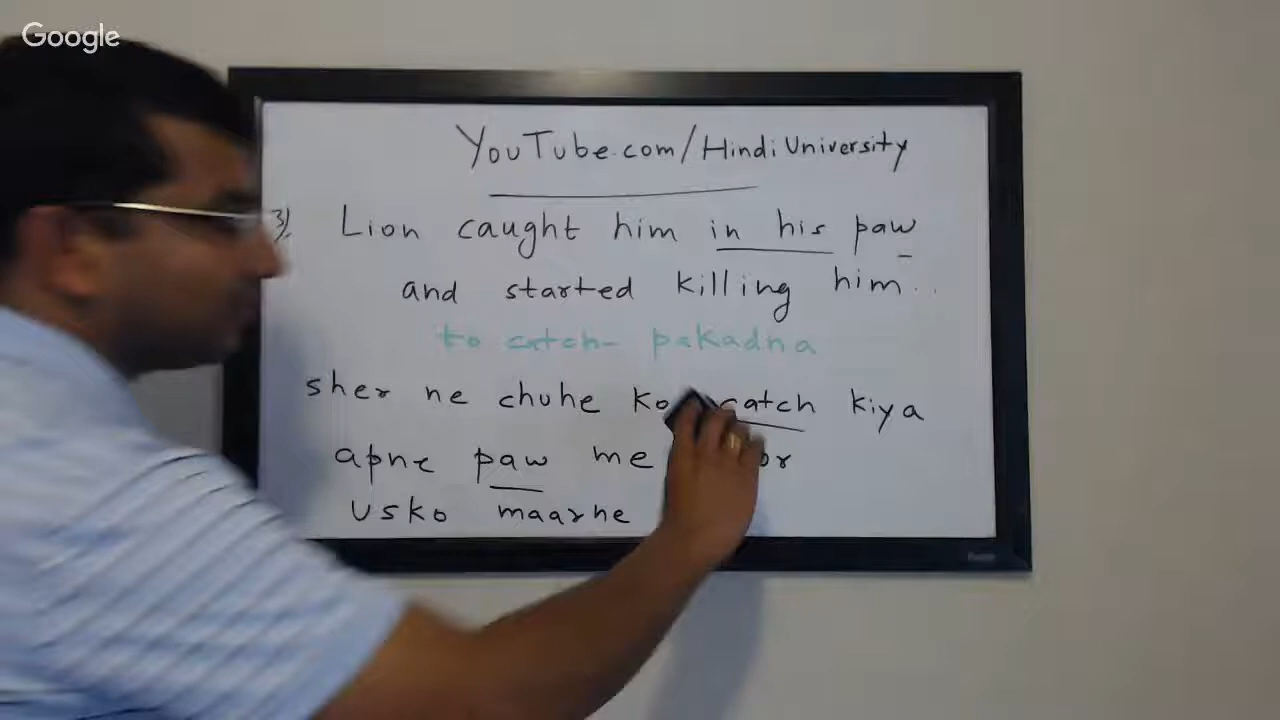 Google
YouTube.com/HindiUniversity
3) Lion caught him in his paw
and started killing him..
to catch- pakadna
sher ne chuhe ko catch kiya
apne paw me
usko maarne